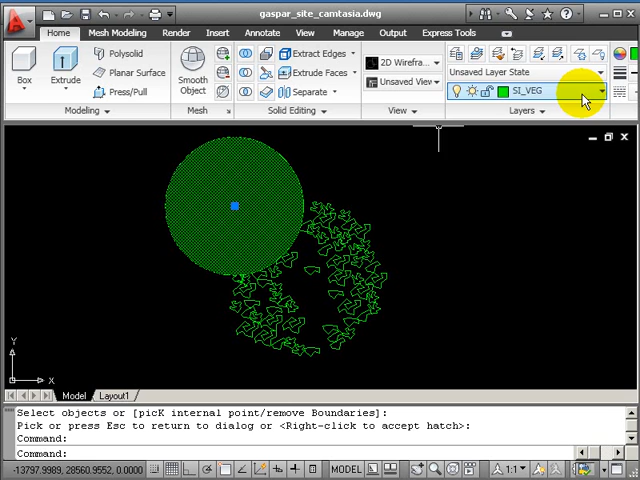 gaspar_site_camtasia.dwg
Home Mesh Modeling Render Insert Annotate View Manage Output Express Tools
Box
Extrude
Polysolid
Planar Surface
Press/Pull
Smooth
Object
Extract Edges
Extrude Faces
Separate
2D Wirefra...
Unsaved View
Unsaved Layer State
SI_VEG
Modeling
Mesh
Solid Editing
View
Layers
Y
X
Model Layout1
Select objects or [picK internal point/remove Boundaries]:
Pick or press Esc to return to dialog or <Right-click to accept hatch>:
Command:
Command:
-13797.9989, 28560.9552, 0.0000
MODEL
1:1